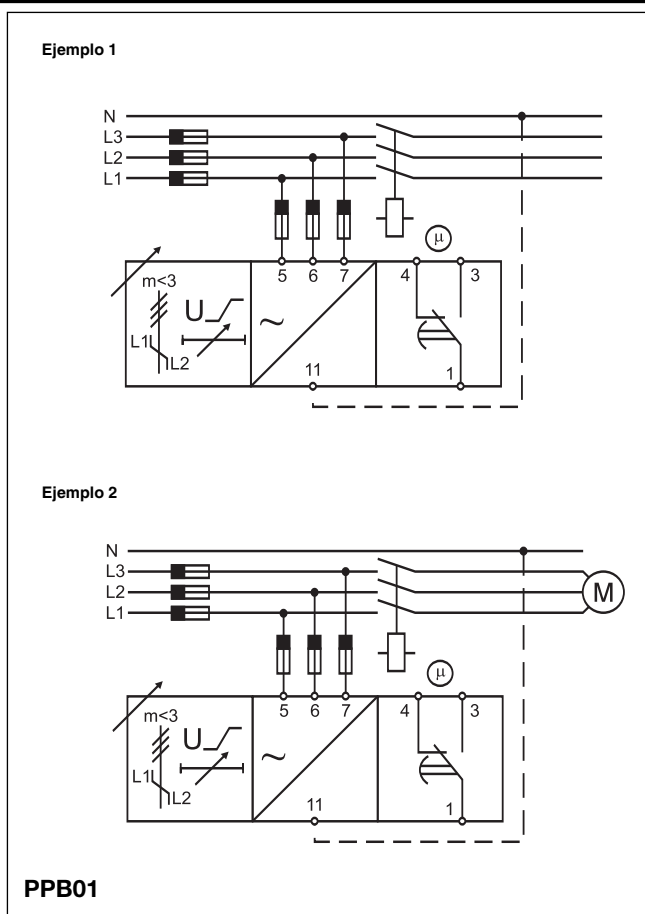 Ejemplo 1
N
L3
L2
L1
µ
m<3
5 6 7 4 3
U
L1 L2
~
11 1
Ejemplo 2
N
L3
L2
L1
M
µ
m<3
5 6 7 4 3
U
L1 L2
~
11 1
PPB01